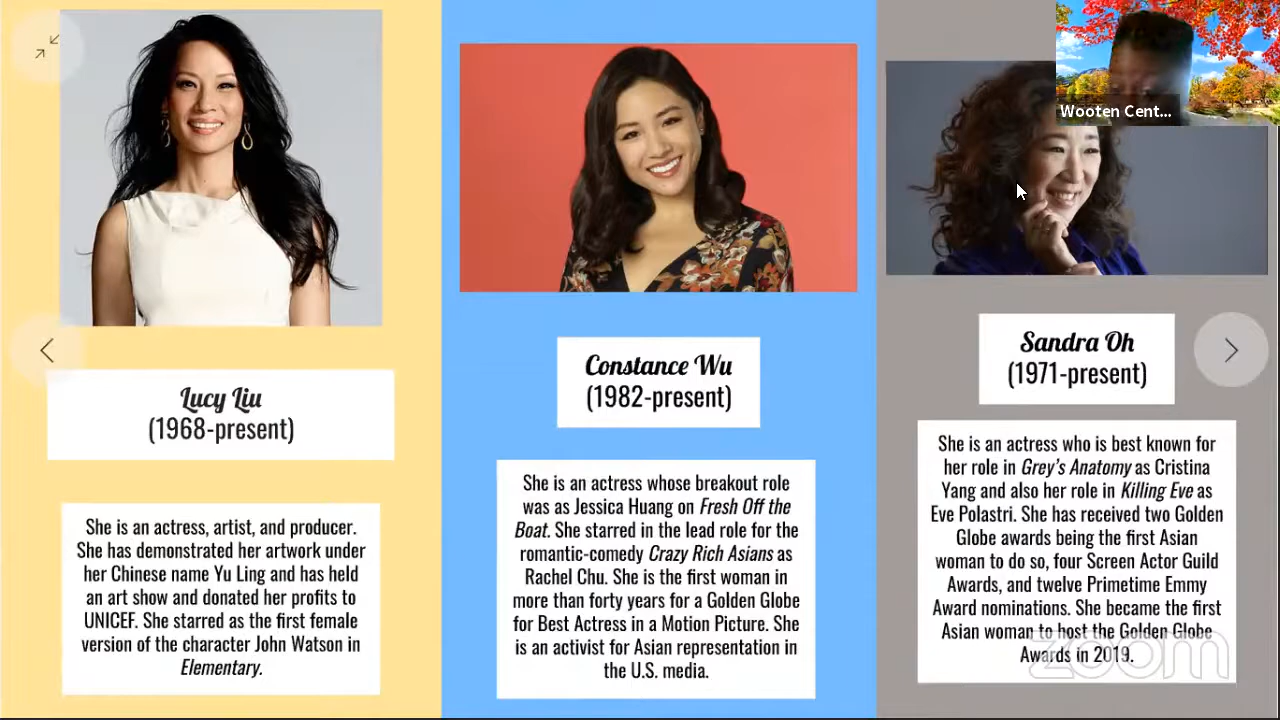 Wooten Cent...
Lucy Liu
(1968-present)
She is an actress, artist, and producer.
She has demonstrated her artwork under
her Chinese name Yu Ling and has held
an art show and donated her profits to
UNICEF. She starred as the first female
version of the character John Watson in
Elementary.
Constance Wu
(1982-present)
She is an actress whose breakout role
was as Jessica Huang on Fresh Off the
Boat. She starred in the lead role for the
romantic-comedy Crazy Rich Asians as
Rachel Chu. She is the first woman in
more than forty years for a Golden Globe
for Best Actress in a Motion Picture. She
is an activist for Asian representation in
the U.S. media.
Sandra Oh
(1971-present)
She is an actress who is best known for
her role in Grey's Anatomy as Cristina
Yang and also her role in Killing Eve as
Eve Polastri. She has received two Golden
Globe awards being the first Asian
woman to do so, four Screen Actor Guild
Awards, and twelve Primetime Emmy
Award nominations. She became the first
Asian woman to host the Golden Globe
Awards in 2019.
zoom